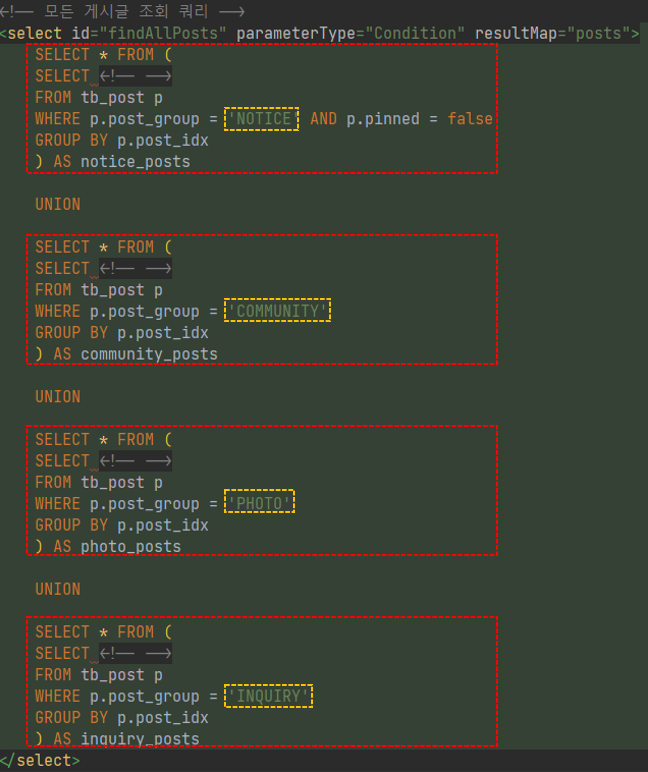 <!-- 모든 게시글 조회 쿼리 -->
<select id="findAllPosts" parameterType="Condition" resultMap="posts">
SELECT * FROM (
SELECT <!-- -->
FROM tb_post p
WHERE p.post_group = 'NOTICE' AND p.pinned = false
GROUP BY p.post_idx
) AS notice_posts
UNION
SELECT * FROM (
SELECT <!-- -->
FROM tb_post p
WHERE p.post_group = 'COMMUNITY'
GROUP BY p.post_idx
) AS community_posts
UNION
SELECT * FROM (
SELECT <!-- -->
FROM tb_post p
WHERE p.post_group = 'PHOTO'
GROUP BY p.post_idx
) AS photo_posts
UNION
SELECT * FROM (
SELECT <!-- -->
FROM tb_post p
WHERE p.post_group = 'INQUIRY'
GROUP BY p.post_idx
) AS inquiry_posts
</select>